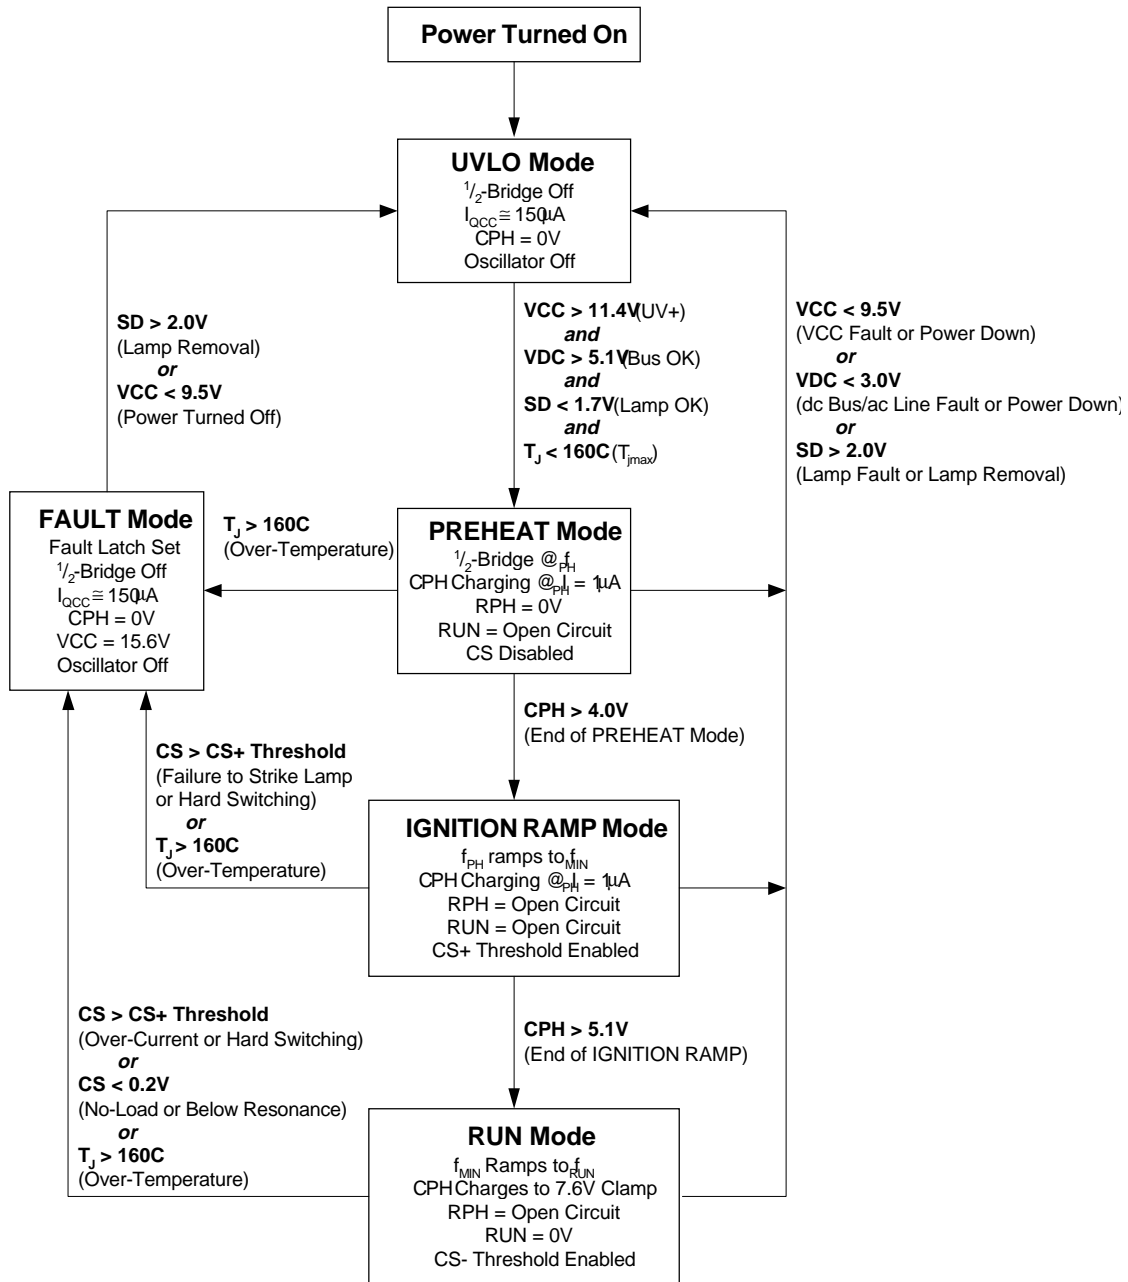 Power Turned On
UVLO Mode
1/2-Bridge Off
IQCC ≅ 150µA
CPH = 0V
Oscillator Off
SD > 2.0V
(Lamp Removal)
or
VCC < 9.5V
(Power Turned Off)
VCC > 11.4V (UV+)
and
VDC > 5.1V (Bus OK)
and
SD < 1.7V (Lamp OK)
and
TJ < 160C (Tjmax)
VCC < 9.5V
(VCC Fault or Power Down)
or
VDC < 3.0V
(dc Bus/ac Line Fault or Power Down)
or
SD > 2.0V
(Lamp Fault or Lamp Removal)
FAULT Mode
Fault Latch Set
1/2-Bridge Off
IQCC ≅ 150µA
CPH = 0V
VCC = 15.6V
Oscillator Off
TJ > 160C
(Over-Temperature)
PREHEAT Mode
1/2-Bridge @ fPH
CPH Charging @ IPH = 1µA
RPH = 0V
RUN = Open Circuit
CS Disabled
CPH > 4.0V
(End of PREHEAT Mode)
CS > CS+ Threshold
(Failure to Strike Lamp
or Hard Switching)
or
TJ > 160C
(Over-Temperature)
IGNITION RAMP Mode
fPH ramps to fMIN
CPH Charging @ IPH = 1µA
RPH = Open Circuit
RUN = Open Circuit
CS+ Threshold Enabled
CS > CS+ Threshold
(Over-Current or Hard Switching)
or
CS < 0.2V
(No-Load or Below Resonance)
or
TJ > 160C
(Over-Temperature)
CPH > 5.1V
(End of IGNITION RAMP)
RUN Mode
fMIN Ramps to fRUN
CPH Charges to 7.6V Clamp
RPH = Open Circuit
RUN = 0V
CS- Threshold Enabled